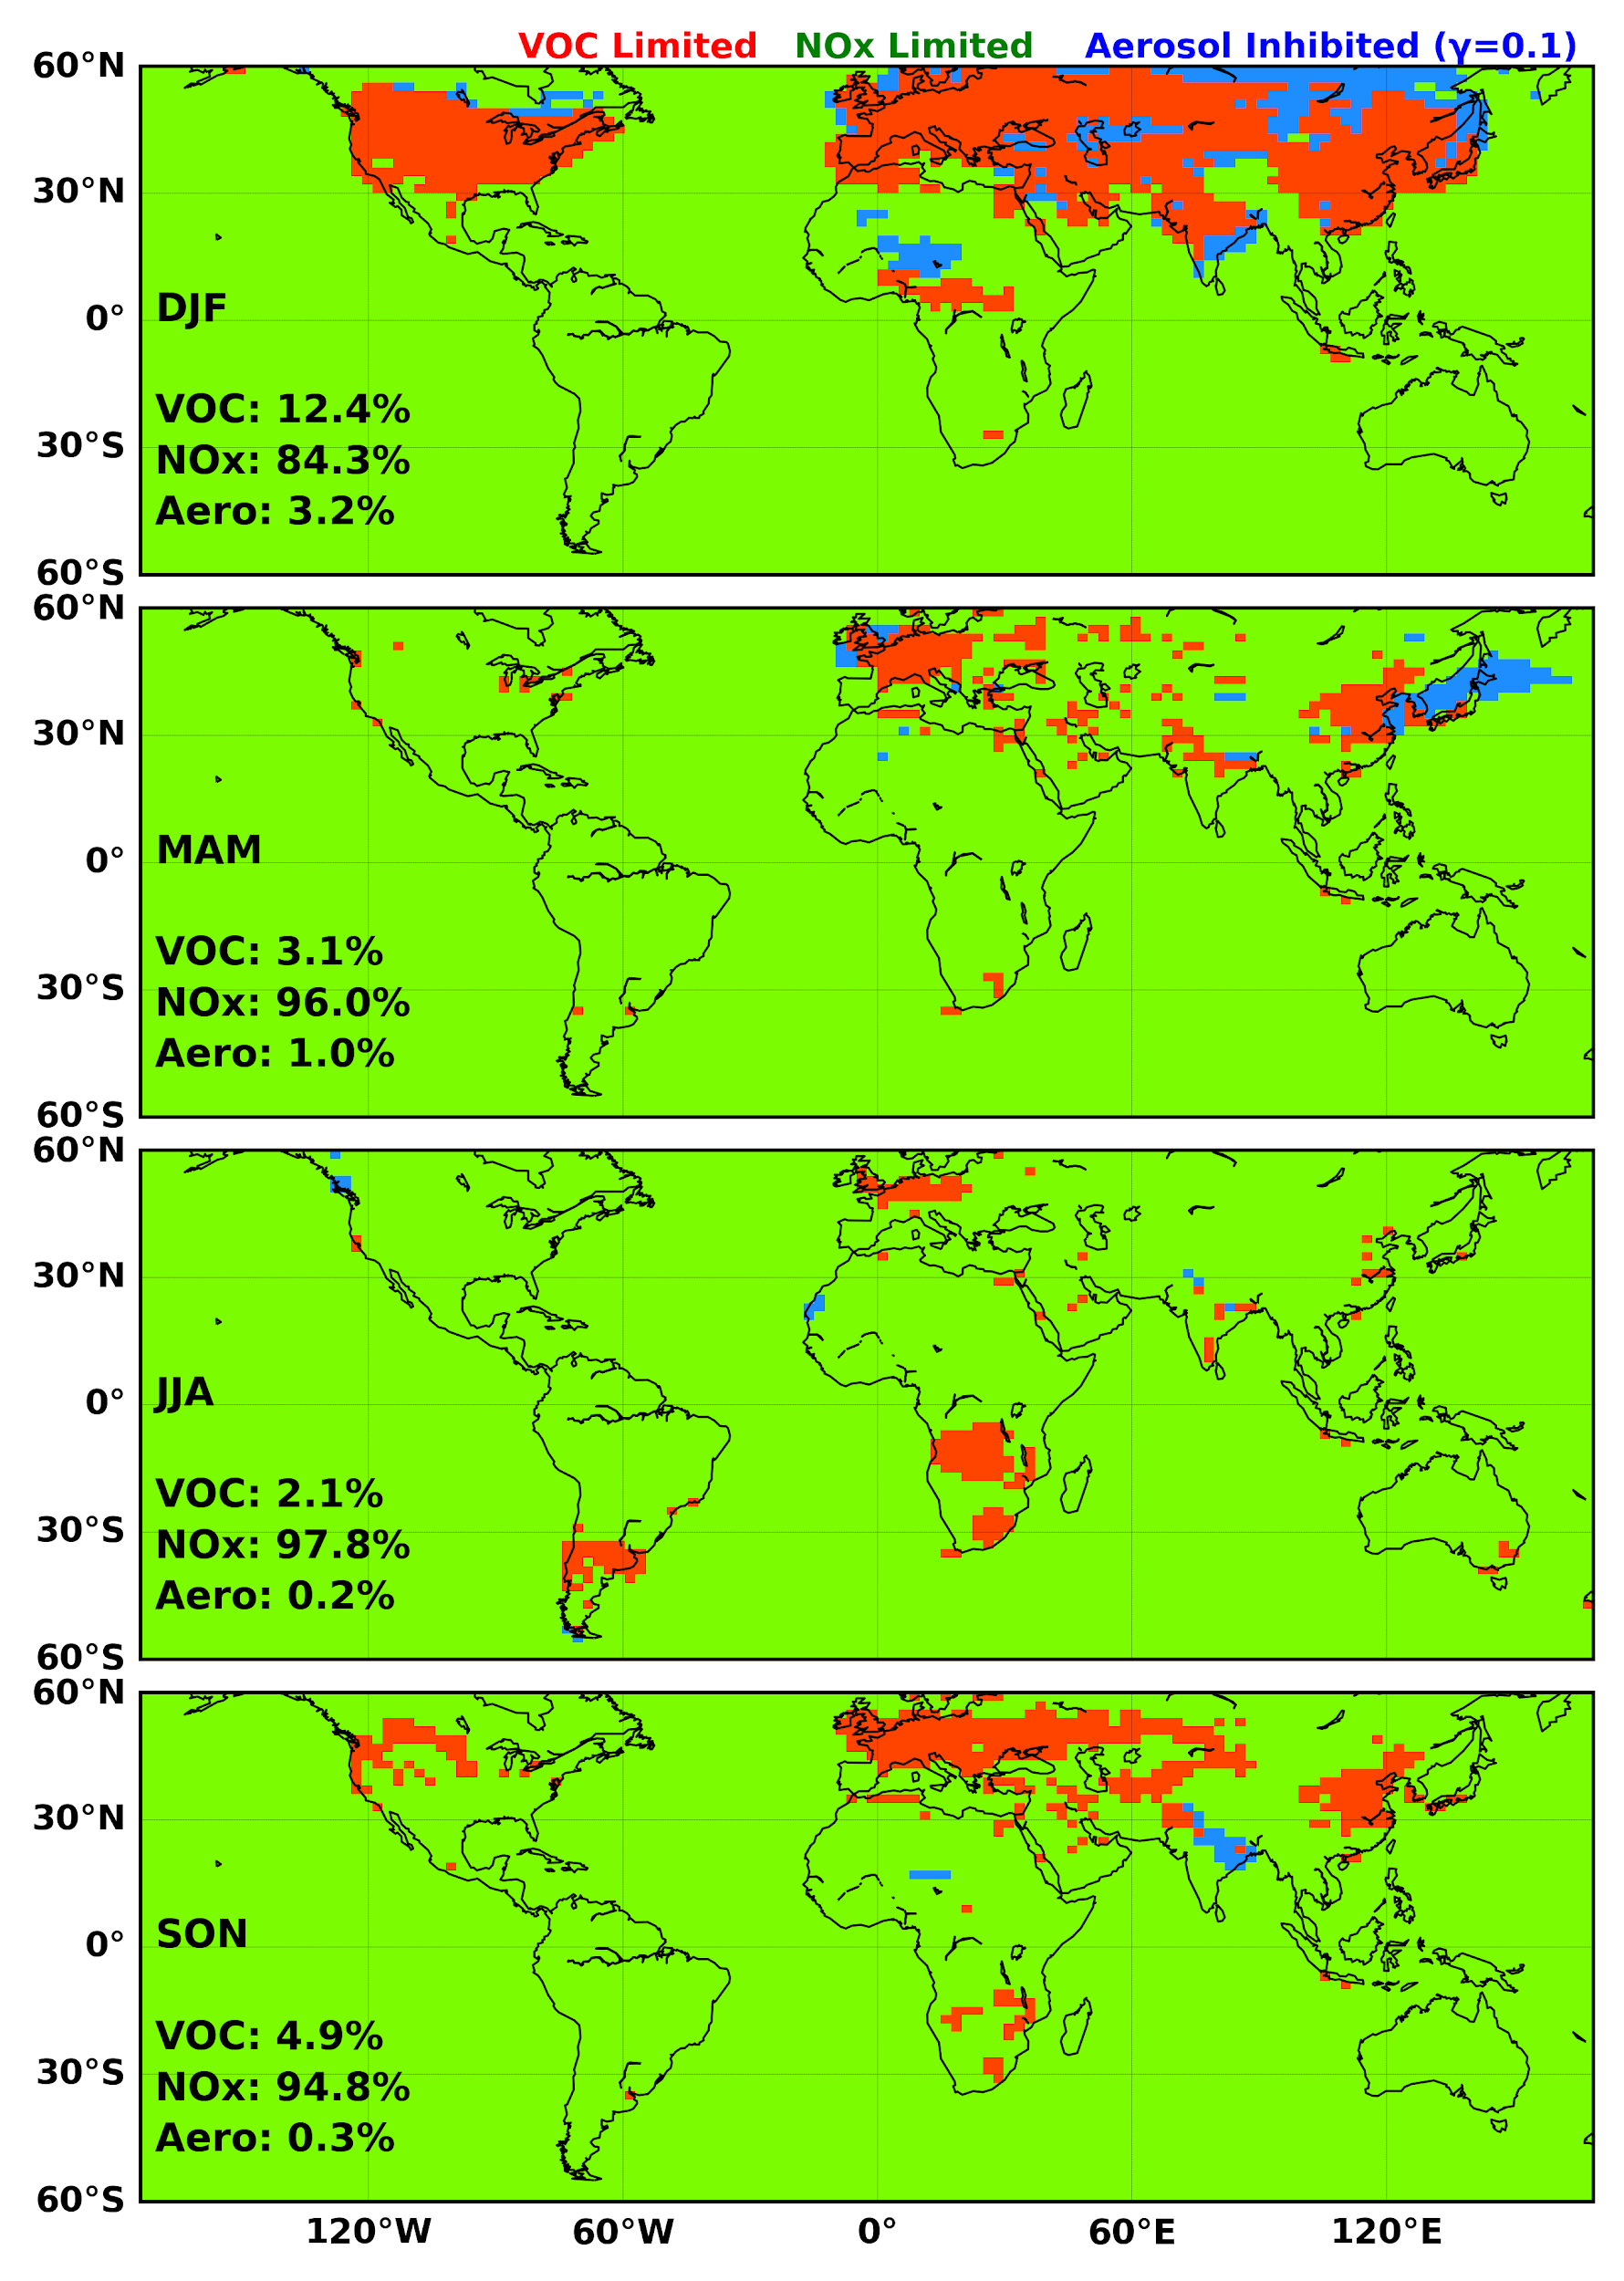 VOC Limited NOx Limited Aerosol Inhibited (γ=0.1)
60°N
30°N
0°
30°S
60°S
DJF
VOC: 12.4%
NOx: 84.3%
Aero: 3.2%
60°N
30°N
0°
30°S
60°S
MAM
VOC: 3.1%
NOx: 96.0%
Aero: 1.0%
60°N
30°N
0°
30°S
60°S
JJA
VOC: 2.1%
NOx: 97.8%
Aero: 0.2%
60°N
30°N
0°
30°S
60°S
SON
VOC: 4.9%
NOx: 94.8%
Aero: 0.3%
120°W 60°W 0° 60°E 120°E